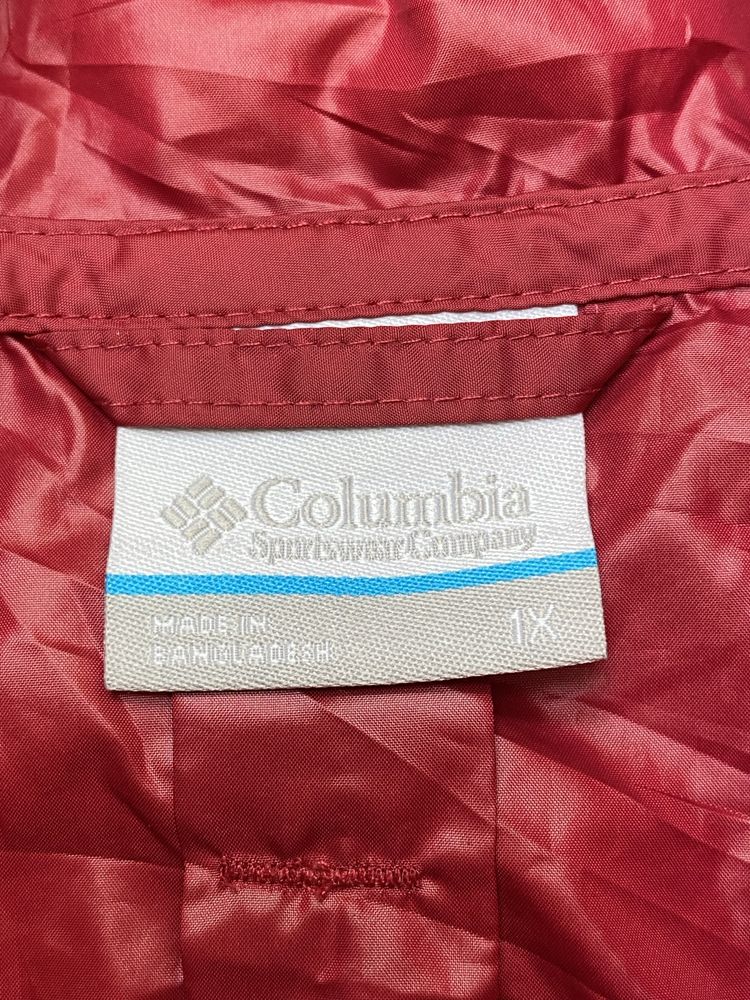 Columbia
Sportswear Company
MADE IN
BANGLADESH
1X